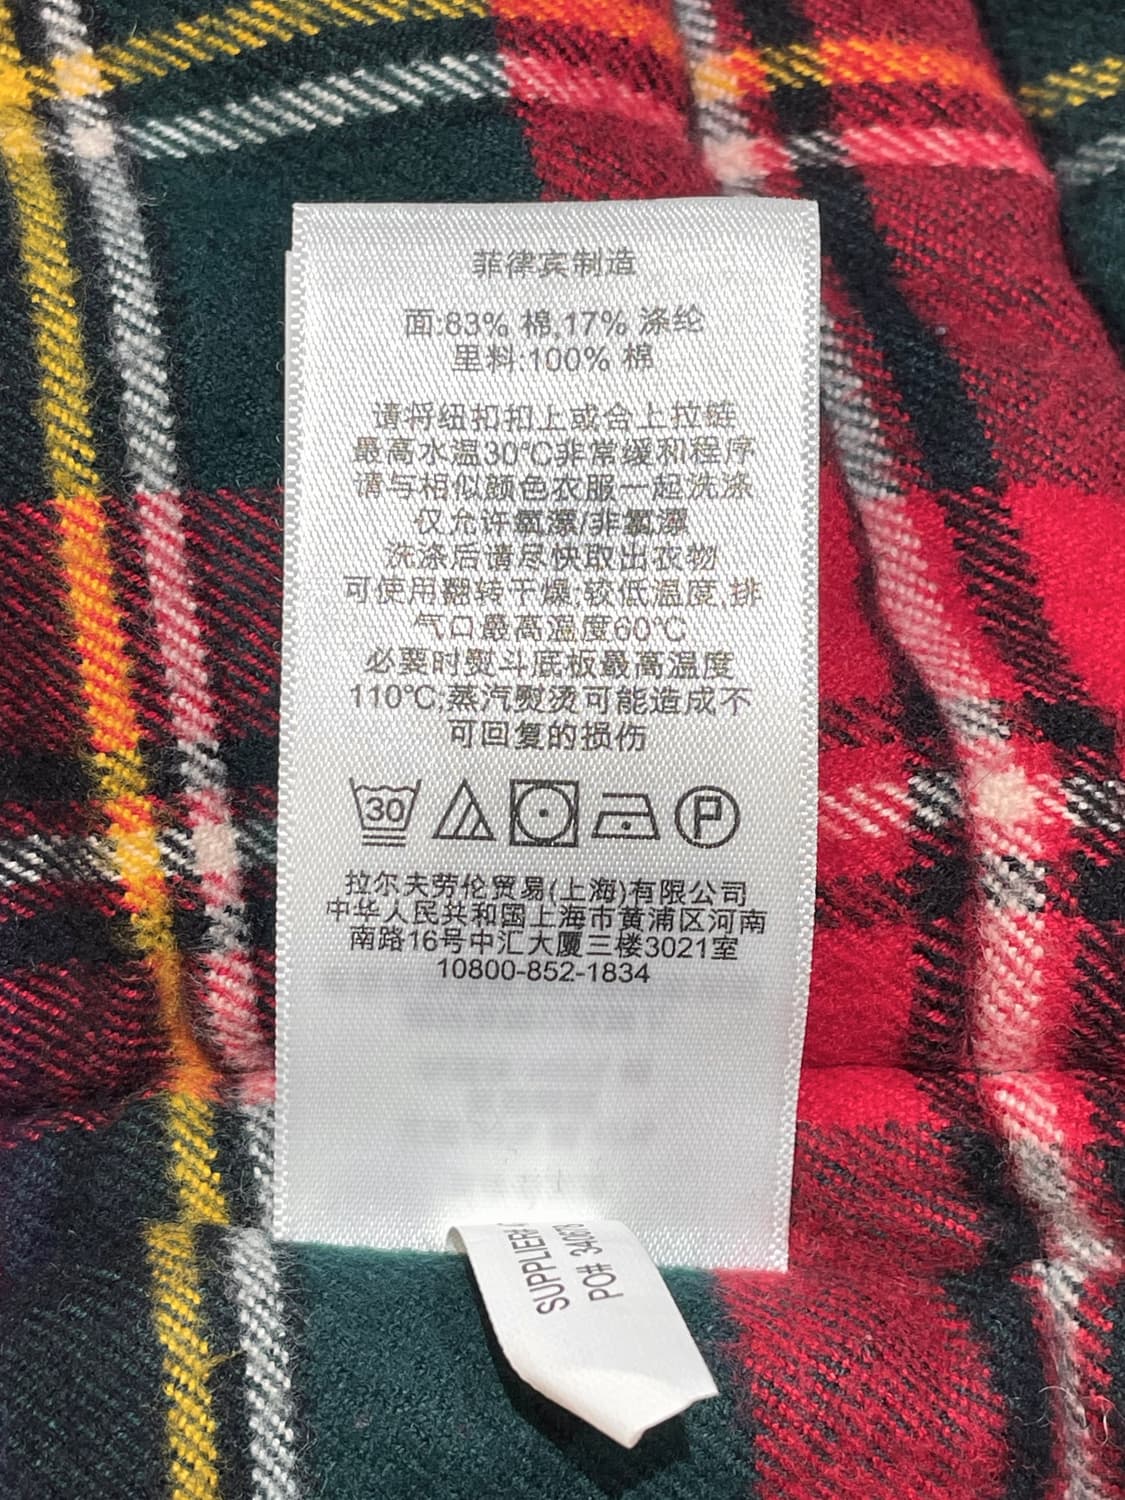 菲律宾制造
面:83% 棉,17% 涤纶
里料:100% 棉
请将纽扣扣上或合上拉链
最高水温30℃非常缓和程序
请与相似颜色衣服一起洗涤
仅允许氧漂/非氯漂
洗涤后请尽快取出衣物
可使用翻转干燥;较低温度,排
气口最高温度60℃
必要时熨斗底板最高温度
110℃;蒸汽熨烫可能造成不
可回复的损伤
30
P
拉尔夫劳伦贸易(上海)有限公司
中华人民共和国上海市黄浦区河南
南路16号中汇大厦三楼3021室
10800-852-1834
SUPPLIER#
PO#